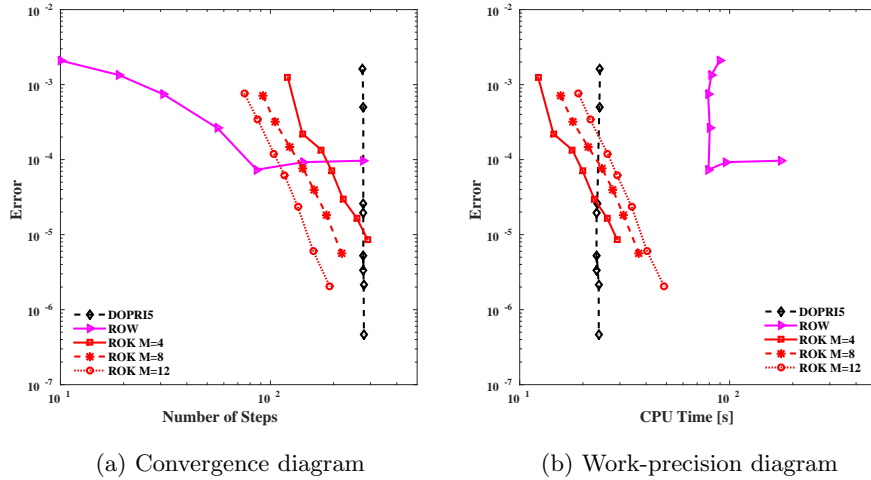 10^-2
10^-3
10^-4
10^-5
10^-6
10^-7
Error
DOPRI5
ROW
ROK M=4
ROK M=8
ROK M=12
10^1
10^2
Number of Steps
(a) Convergence diagram
10^-2
10^-3
10^-4
10^-5
10^-6
10^-7
Error
DOPRI5
ROW
ROK M=4
ROK M=8
ROK M=12
10^1
10^2
CPU Time [s]
(b) Work-precision diagram